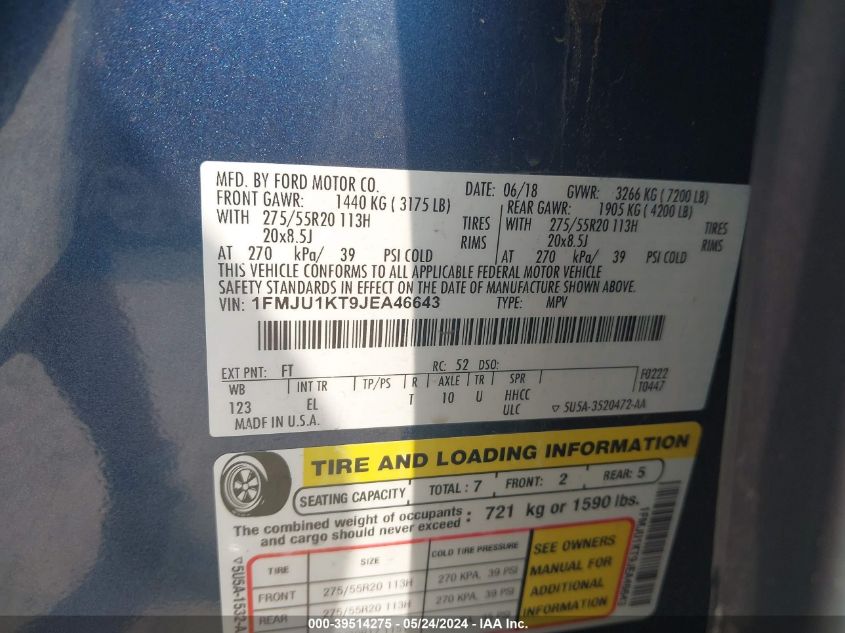 MFD. BY FORD MOTOR CO.
DATE: 06/18 GVWR: 3266 KG ( 7200 LB)
FRONT GAWR: 1440 KG ( 3175 LB) REAR GAWR: 1905 KG ( 4200 LB)
WITH 275/55R20 113H TIRES WITH 275/55R20 113H TIRES
20x8.5J RIMS 20x8.5J RIMS
AT 270 kPa/ 39 PSI COLD AT 270 kPa/ 39 PSI COLD
THIS VEHICLE CONFORMS TO ALL APPLICABLE FEDERAL MOTOR VEHICLE
SAFETY STANDARDS IN EFFECT ON THE DATE OF MANUFACTURE SHOWN ABOVE.
VIN: 1FMJU1KT9JEA46643 TYPE: MPV
EXT PNT: FT RC: 52 DSO:
WB INT TR TP/PS R AXLE TR SPR F0222
T0447
123 EL T 10 U HHCC
ULC
MADE IN U.S.A. 5U5A-3520472-AA
TIRE AND LOADING INFORMATION
SEATING CAPACITY TOTAL : 7 FRONT: 2 REAR: 5
The combined weight of occupants and cargo should never exceed : 721 kg or 1590 lbs.
TIRE SIZE COLD TIRE PRESSURE
FRONT 275/55R20 113H 270 KPA, 39 PSI
REAR 275/55R20 113H 270 KPA, 39 PSI
SEE OWNERS
MANUAL FOR
ADDITIONAL
INFORMATION
1FMJU1KT9JEA46643
000-39514275 - 05/24/2024 - IAA Inc.